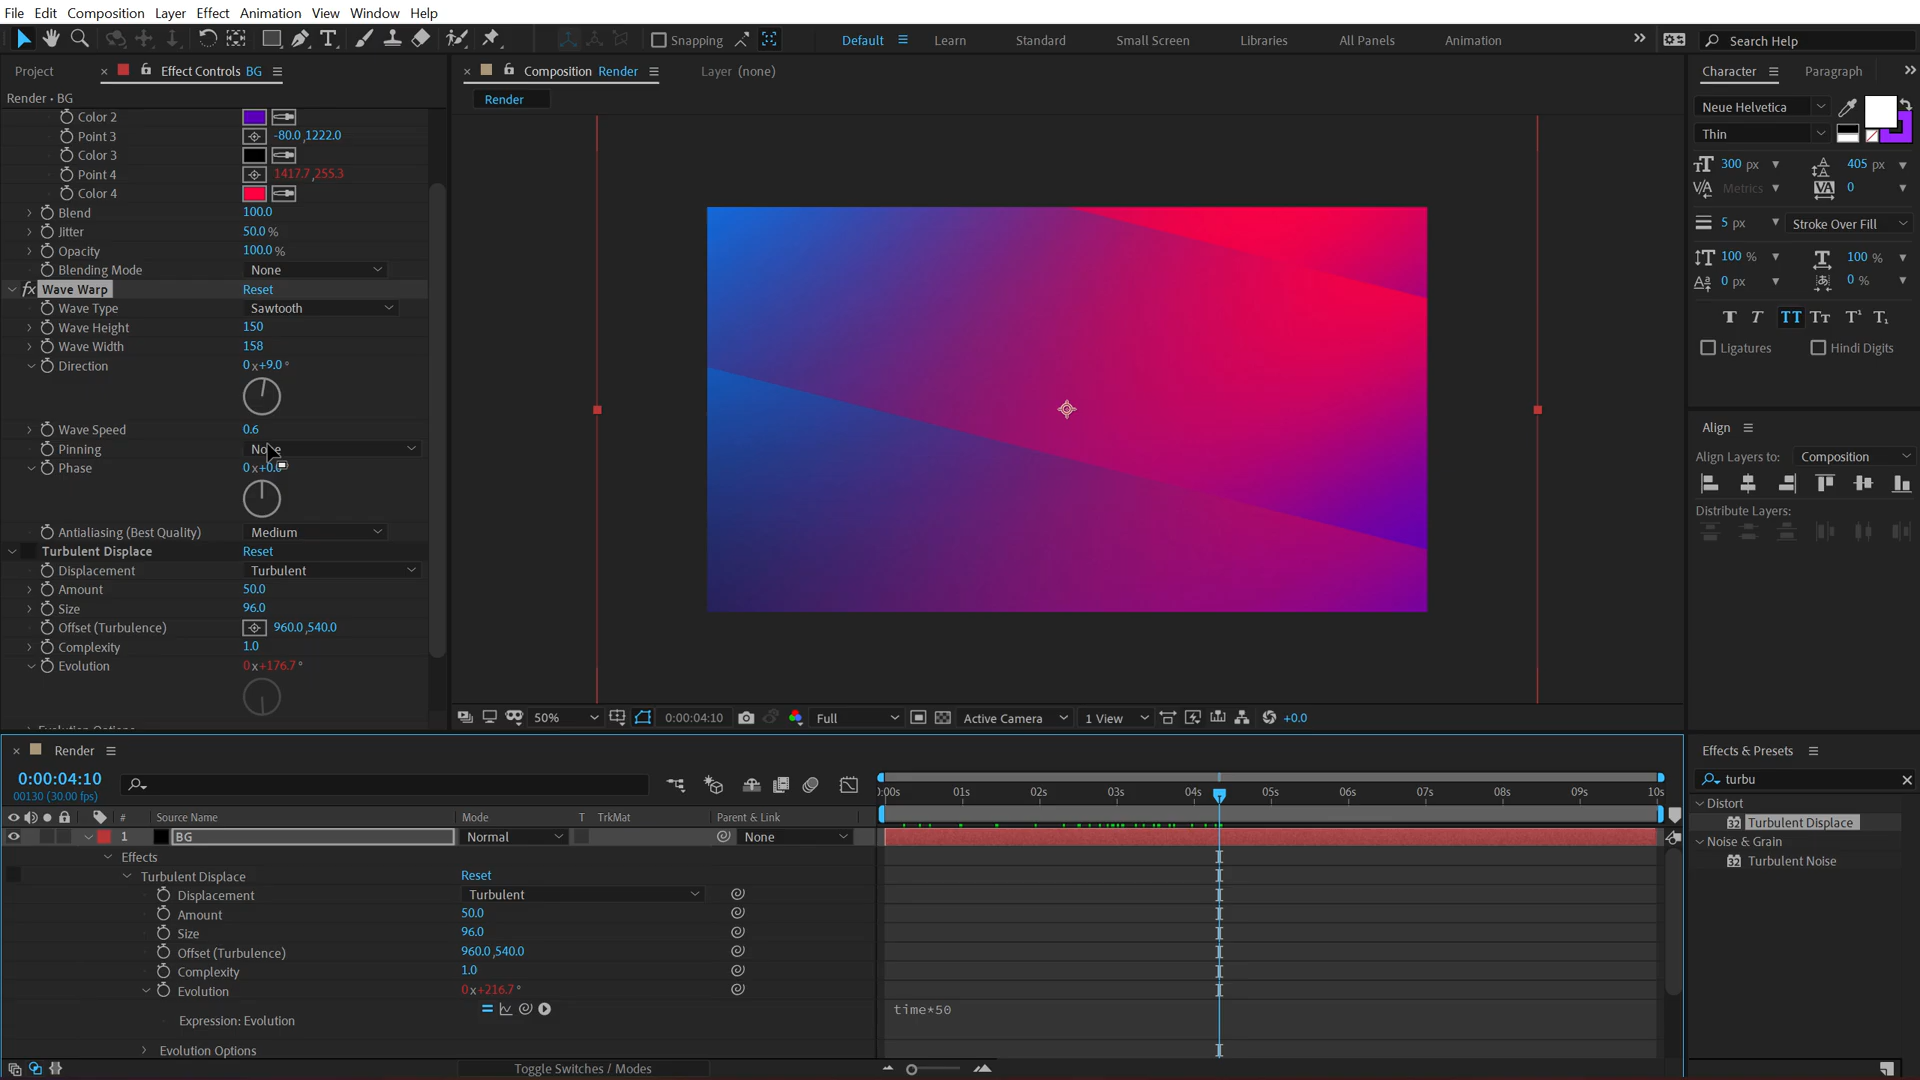 File Edit Composition Layer Effect Animation View Window Help
Snapping Default Learn Standard Small Screen Libraries All Panels Animation Search Help
Project Effect Controls BG
Composition Render Layer (none)
Character Paragraph
Render • BG
Render
Color 2
Point 3 -80.0,1222.0
Color 3
Point 4 1417.7,255.3
Color 4
Blend 100.0
Jitter 50.0 %
Opacity 100.0 %
Blending Mode None
fx Wave Warp Reset
Wave Type Sawtooth
Wave Height 150
Wave Width 158
Direction 0 x+9.0 °
Wave Speed 0.6
Pinning None
Phase 0 x+0.0
Antialiasing (Best Quality) Medium
Turbulent Displace Reset
Displacement Turbulent
Amount 50.0
Size 96.0
Offset (Turbulence) 960.0,540.0
Complexity 1.0
Evolution 0 x+176.7 °
Evolution Options
50% 0:00:04:10 Full Active Camera 1 View +0.0
Neue Helvetica
Thin
300 px 405 px
Metrics 0
5 px Stroke Over Fill
100 % 100 %
0 px 0 %
Ligatures Hindi Digits
Align
Align Layers to: Composition
Distribute Layers:
Render
0:00:04:10
00130 (30.00 fps)
:00s 01s 02s 03s 04s 05s 06s 07s 08s 09s 10s
# Source Name Mode T TrkMat Parent & Link
1 BG Normal None
Effects
Turbulent Displace Reset
Displacement Turbulent
Amount 50.0
Size 96.0
Offset (Turbulence) 960.0,540.0
Complexity 1.0
Evolution 0 x+216.7 °
Expression: Evolution time*50
Evolution Options
Toggle Switches / Modes
Effects & Presets
turbu
Distort
Turbulent Displace
Noise & Grain
Turbulent Noise